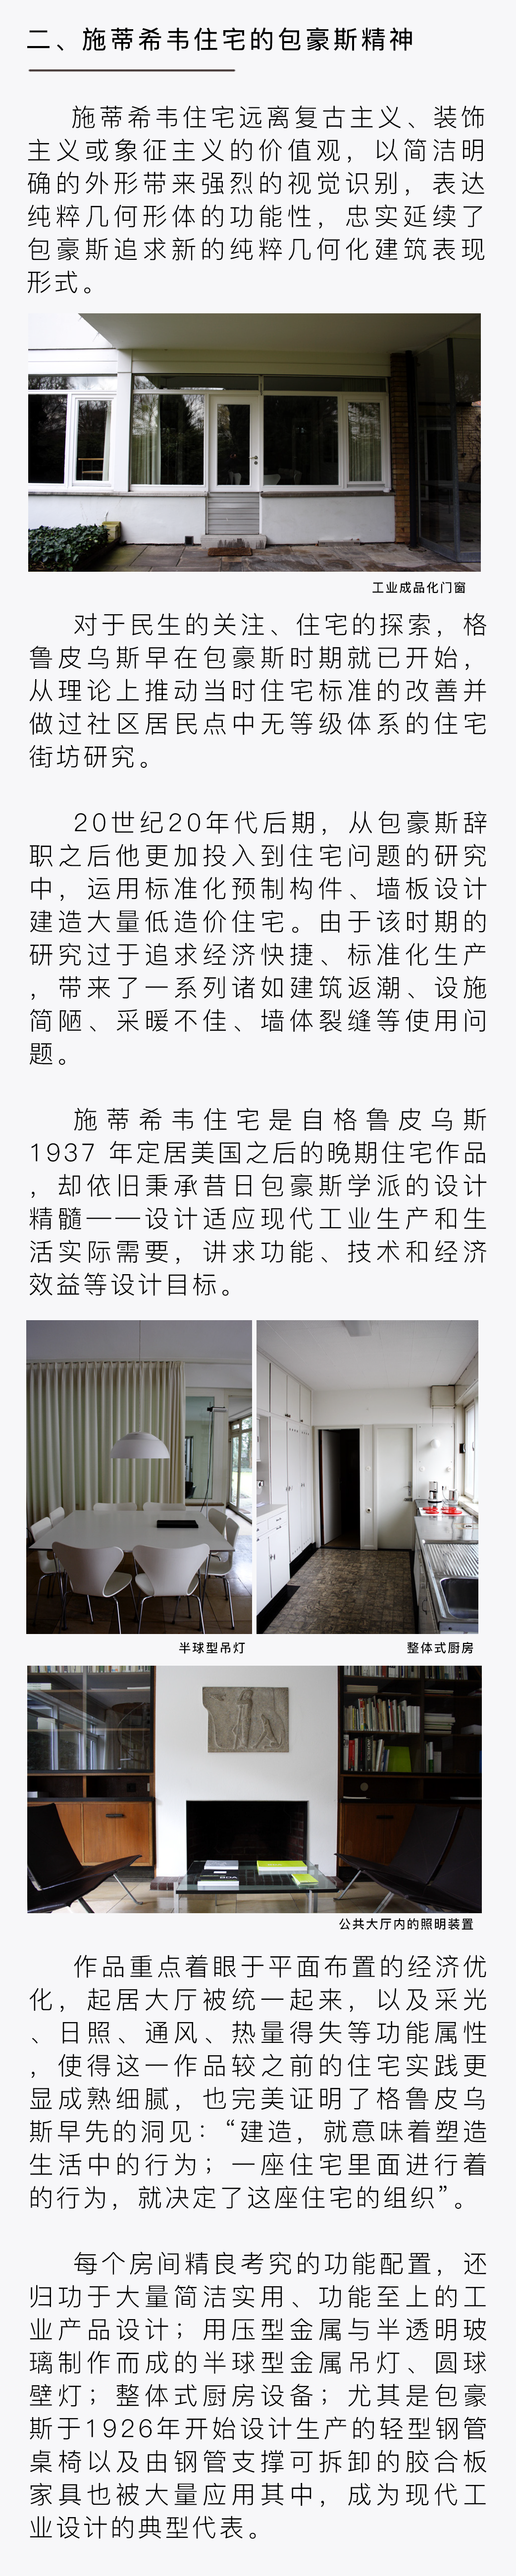 二、施蒂希韦住宅的包豪斯精神
施蒂希韦住宅远离复古主义、装饰
主义或象征主义的价值观，以简洁明
确的外形带来强烈的视觉识别，表达
纯粹几何形体的功能性，忠实延续了
包豪斯追求新的纯粹几何化建筑表现
形式。
工业成品化门窗
对于民生的关注、住宅的探索，格
鲁皮乌斯早在包豪斯时期就已开始，
从理论上推动当时住宅标准的改善并
做过社区居民点中无等级体系的住宅
街坊研究。
20世纪20年代后期，从包豪斯辞
职之后他更加投入到住宅问题的研究
中，运用标准化预制构件、墙板设计
建造大量低造价住宅。由于该时期的
研究过于追求经济快捷、标准化生产
，带来了一系列诸如建筑返潮、设施
简陋、采暖不佳、墙体裂缝等使用问
题。
施蒂希韦住宅是自格鲁皮乌斯
1937 年定居美国之后的晚期住宅作品
，却依旧秉承昔日包豪斯学派的设计
精髓——设计适应现代工业生产和生
活实际需要，讲求功能、技术和经济
效益等设计目标。
半球型吊灯
整体式厨房
公共大厅内的照明装置
作品重点着眼于平面布置的经济优
化，起居大厅被统一起来，以及采光
、日照、通风、热量得失等功能属性
，使得这一作品较之前的住宅实践更
显成熟细腻，也完美证明了格鲁皮乌
斯早先的洞见：“建造，就意味着塑造
生活中的行为；一座住宅里面进行着
的行为，就决定了这座住宅的组织”。
每个房间精良考究的功能配置，还
归功于大量简洁实用、功能至上的工
业产品设计；用压型金属与半透明玻
璃制作而成的半球型金属吊灯、圆球
壁灯；整体式厨房设备；尤其是包豪
斯于1926年开始设计生产的轻型钢管
桌椅以及由钢管支撑可拆卸的胶合板
家具也被大量应用其中，成为现代工
业设计的典型代表。